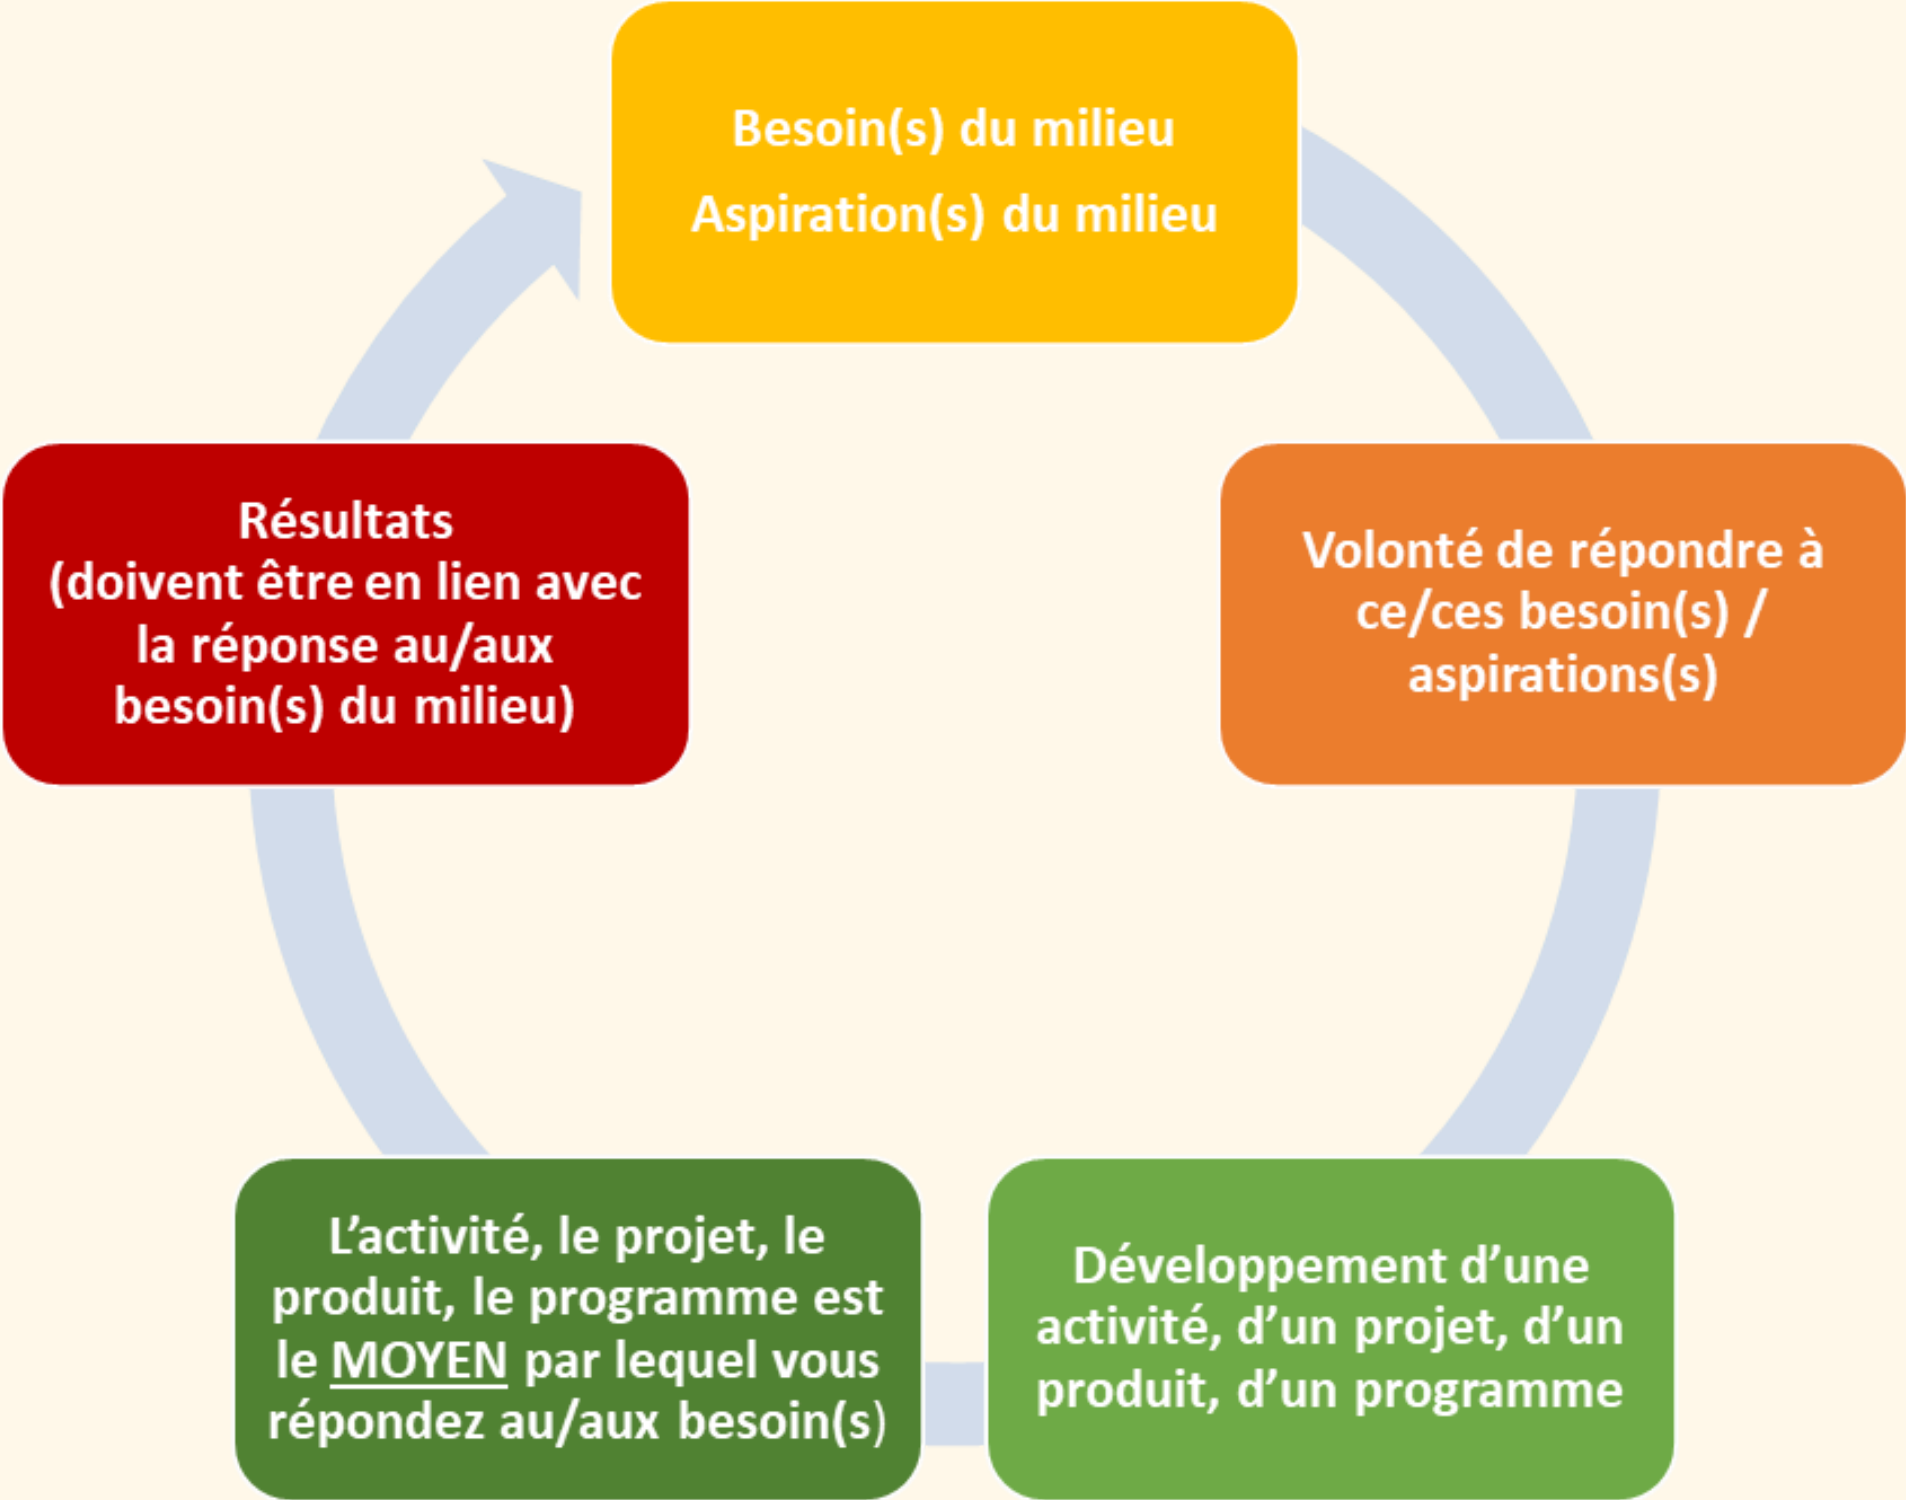 Besoin(s) du milieu
Aspiration(s) du milieu
Volonté de répondre à
ce/ces besoin(s) /
aspirations(s)
Développement d’une
activité, d’un projet, d’un
produit, d’un programme
L’activité, le projet, le
produit, le programme est
le MOYEN par lequel vous
répondez au/aux besoin(s)
Résultats
(doivent être en lien avec
la réponse au/aux
besoin(s) du milieu)